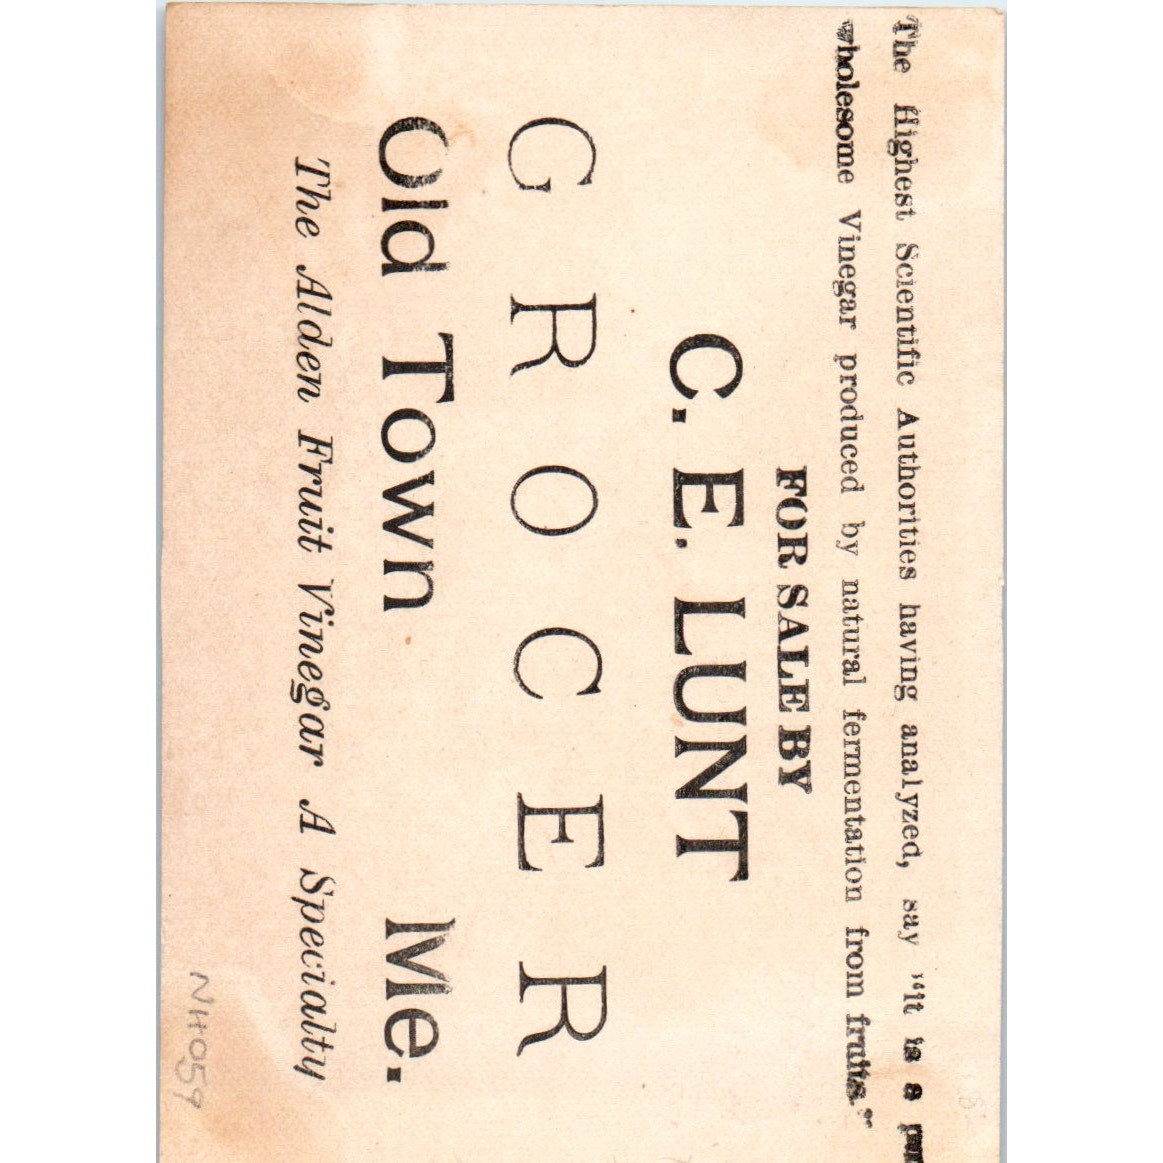 The Highest Scientific Authorities having analyzed, say "it is a
wholesome Vinegar produced by natural fermentation from fruits."
FOR SALE BY
C. E. LUNT
GROCER
Old Town Me.
The Alden Fruit Vinegar A Specialty
NH059